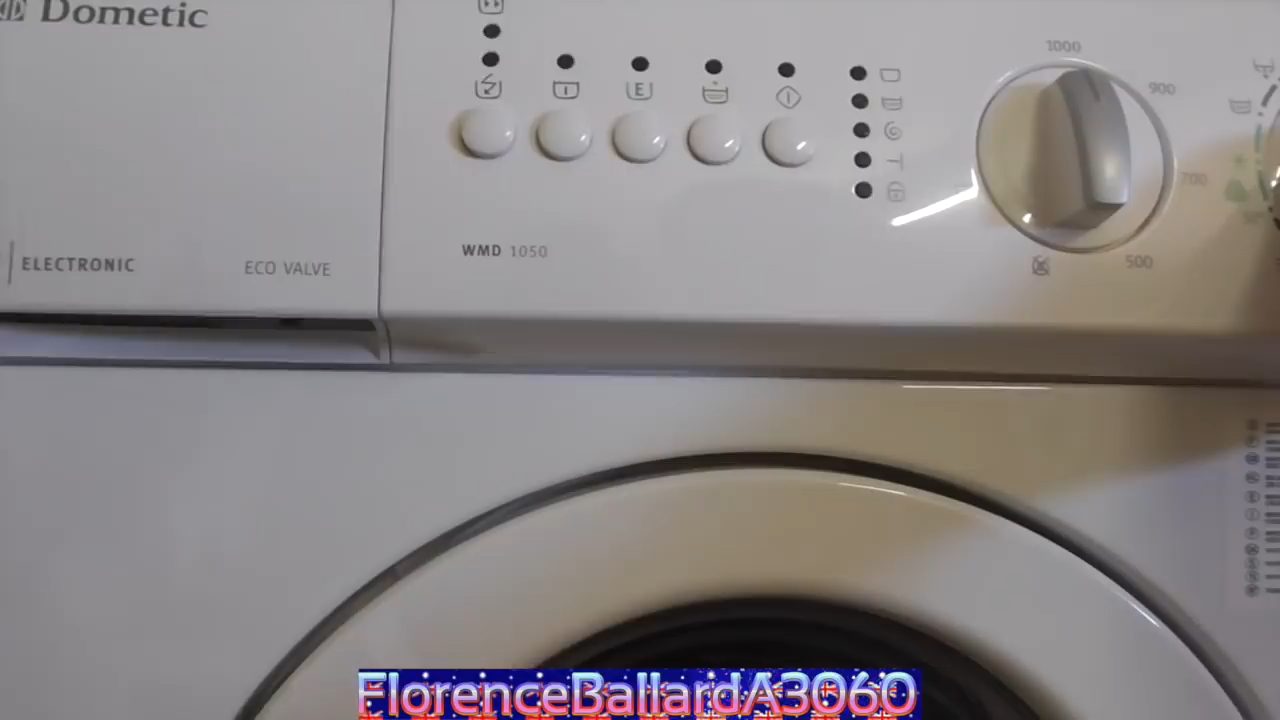 Dometic
1000
900
E
700
WMD 1050
ELECTRONIC
ECO VALVE
500
FlorenceBallardA3060